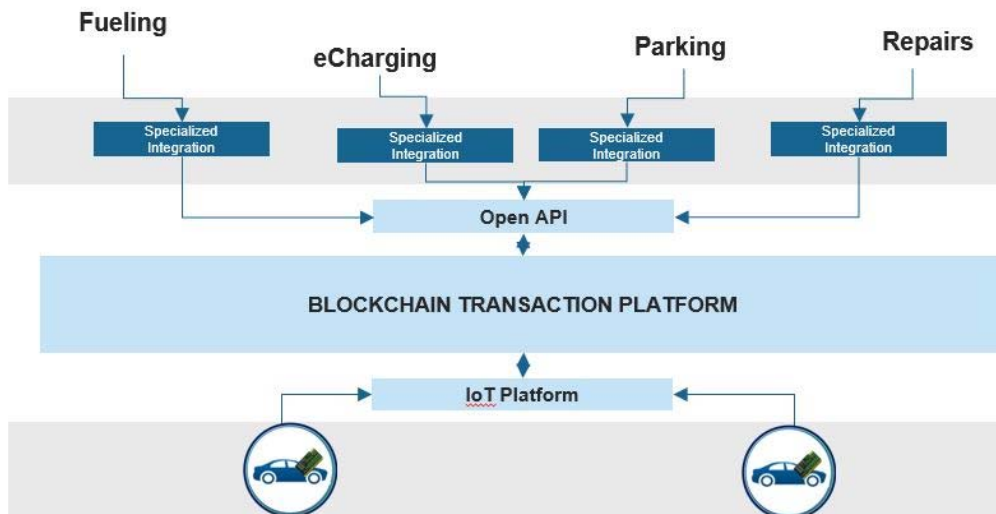 Fueling
eCharging
Parking
Repairs
Specialized
Integration
Specialized
Integration
Specialized
Integration
Specialized
Integration
Open API
BLOCKCHAIN TRANSACTION PLATFORM
IoT Platform